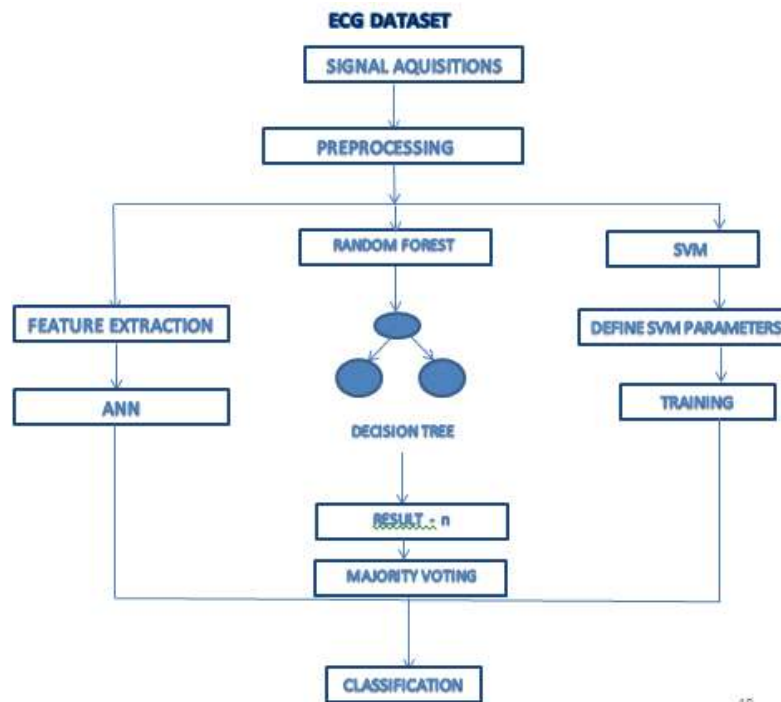 ECG DATASET
SIGNAL AQUISITIONS
PREPROCESSING
RANDOM FOREST
SVM
FEATURE EXTRACTION
DEFINE SVM PARAMETERS
ANN
TRAINING
DECISION TREE
RESULT - n
MAJORITY VOTING
CLASSIFICATION